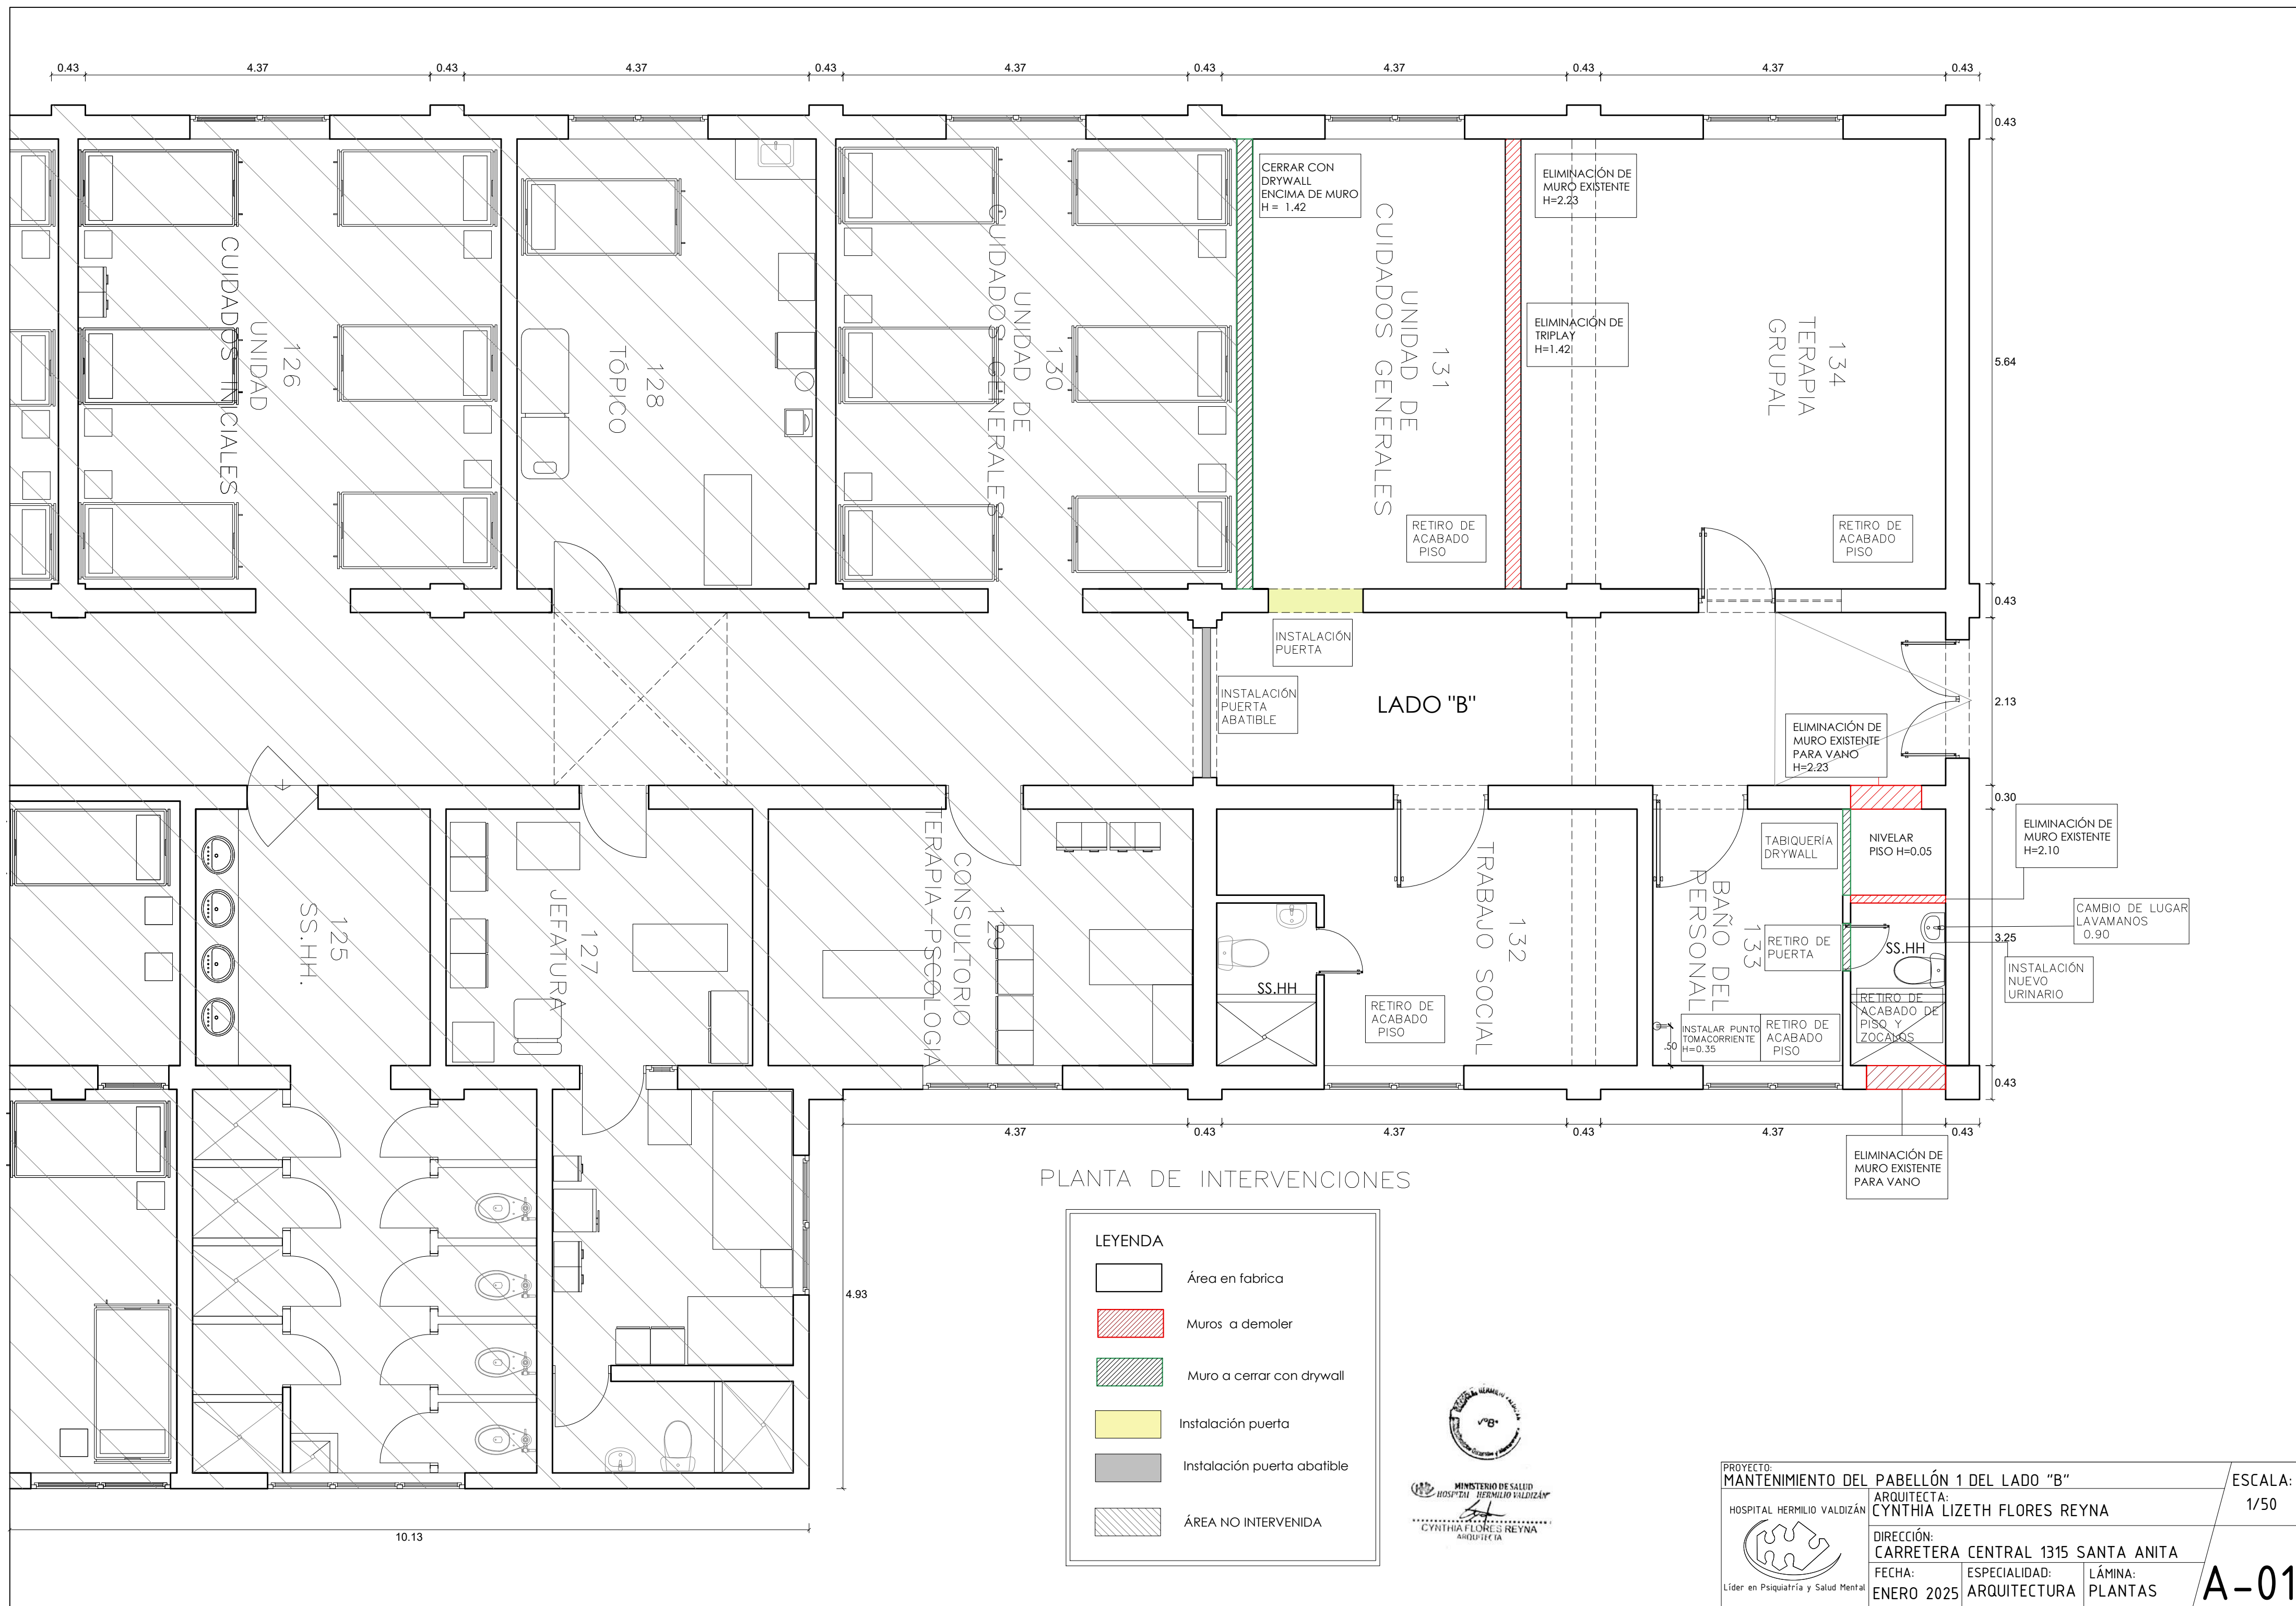 0.43
4.37
0.43
4.37
0.43
4.37
0.43
4.37
0.43
4.37
0.43
0.43
5.64
0.43
2.13
0.30
3.25
0.43
126
UNIDAD
CUIDADOS INICIALES
128
TÓPICO
130
UNIDAD DE
CUIDADOS GENERALES
CERRAR CON
DRYWALL
ENCIMA DE MURO
H = 1.42
131
UNIDAD DE
CUIDADOS GENERALES
RETIRO DE
ACABADO
PISO
ELIMINACIÓN DE
MURO EXISTENTE
H=2.23
ELIMINACIÓN DE
TRIPLAY
H=1.42
134
TERAPIA
GRUPAL
RETIRO DE
ACABADO
PISO
INSTALACIÓN
PUERTA
INSTALACIÓN
PUERTA
ABATIBLE
LADO "B"
ELIMINACIÓN DE
MURO EXISTENTE
PARA VANO
H=2.23
125
SS.HH.
127
JEFATURA
129
CONSULTORIO
TERAPIA-PSCOLOGIA
SS.HH
132
TRABAJO SOCIAL
RETIRO DE
ACABADO
PISO
133
BAÑO DEL
PERSONAL
TABIQUERÍA
DRYWALL
RETIRO DE
PUERTA
INSTALAR PUNTO
TOMACORRIENTE
H=0.35
.50
RETIRO DE
ACABADO
PISO
NIVELAR
PISO H=0.05
SS.HH
RETIRO DE
ACABADO DE
PISO Y
ZOCALOS
ELIMINACIÓN DE
MURO EXISTENTE
H=2.10
CAMBIO DE LUGAR
LAVAMANOS
0.90
INSTALACIÓN
NUEVO
URINARIO
ELIMINACIÓN DE
MURO EXISTENTE
PARA VANO
4.37
0.43
4.37
0.43
4.37
0.43
4.93
10.13
PLANTA DE INTERVENCIONES
LEYENDA
Área en fabrica
Muros a demoler
Muro a cerrar con drywall
Instalación puerta
Instalación puerta abatible
ÁREA NO INTERVENIDA
VºBº
MINISTERIO DE SALUD
HOSPITAL HERMILIO VALDIZÁN
CYNTHIA FLORES REYNA
ARQUITECTA
PROYECTO:
MANTENIMIENTO DEL PABELLÓN 1 DEL LADO "B"
ESCALA:
1/50
HOSPITAL HERMILIO VALDIZÁN
Líder en Psiquiatría y Salud Mental
ARQUITECTA:
CYNTHIA LIZETH FLORES REYNA
DIRECCIÓN:
CARRETERA CENTRAL 1315 SANTA ANITA
FECHA:
ENERO 2025
ESPECIALIDAD:
ARQUITECTURA
LÁMINA:
PLANTAS
A-01